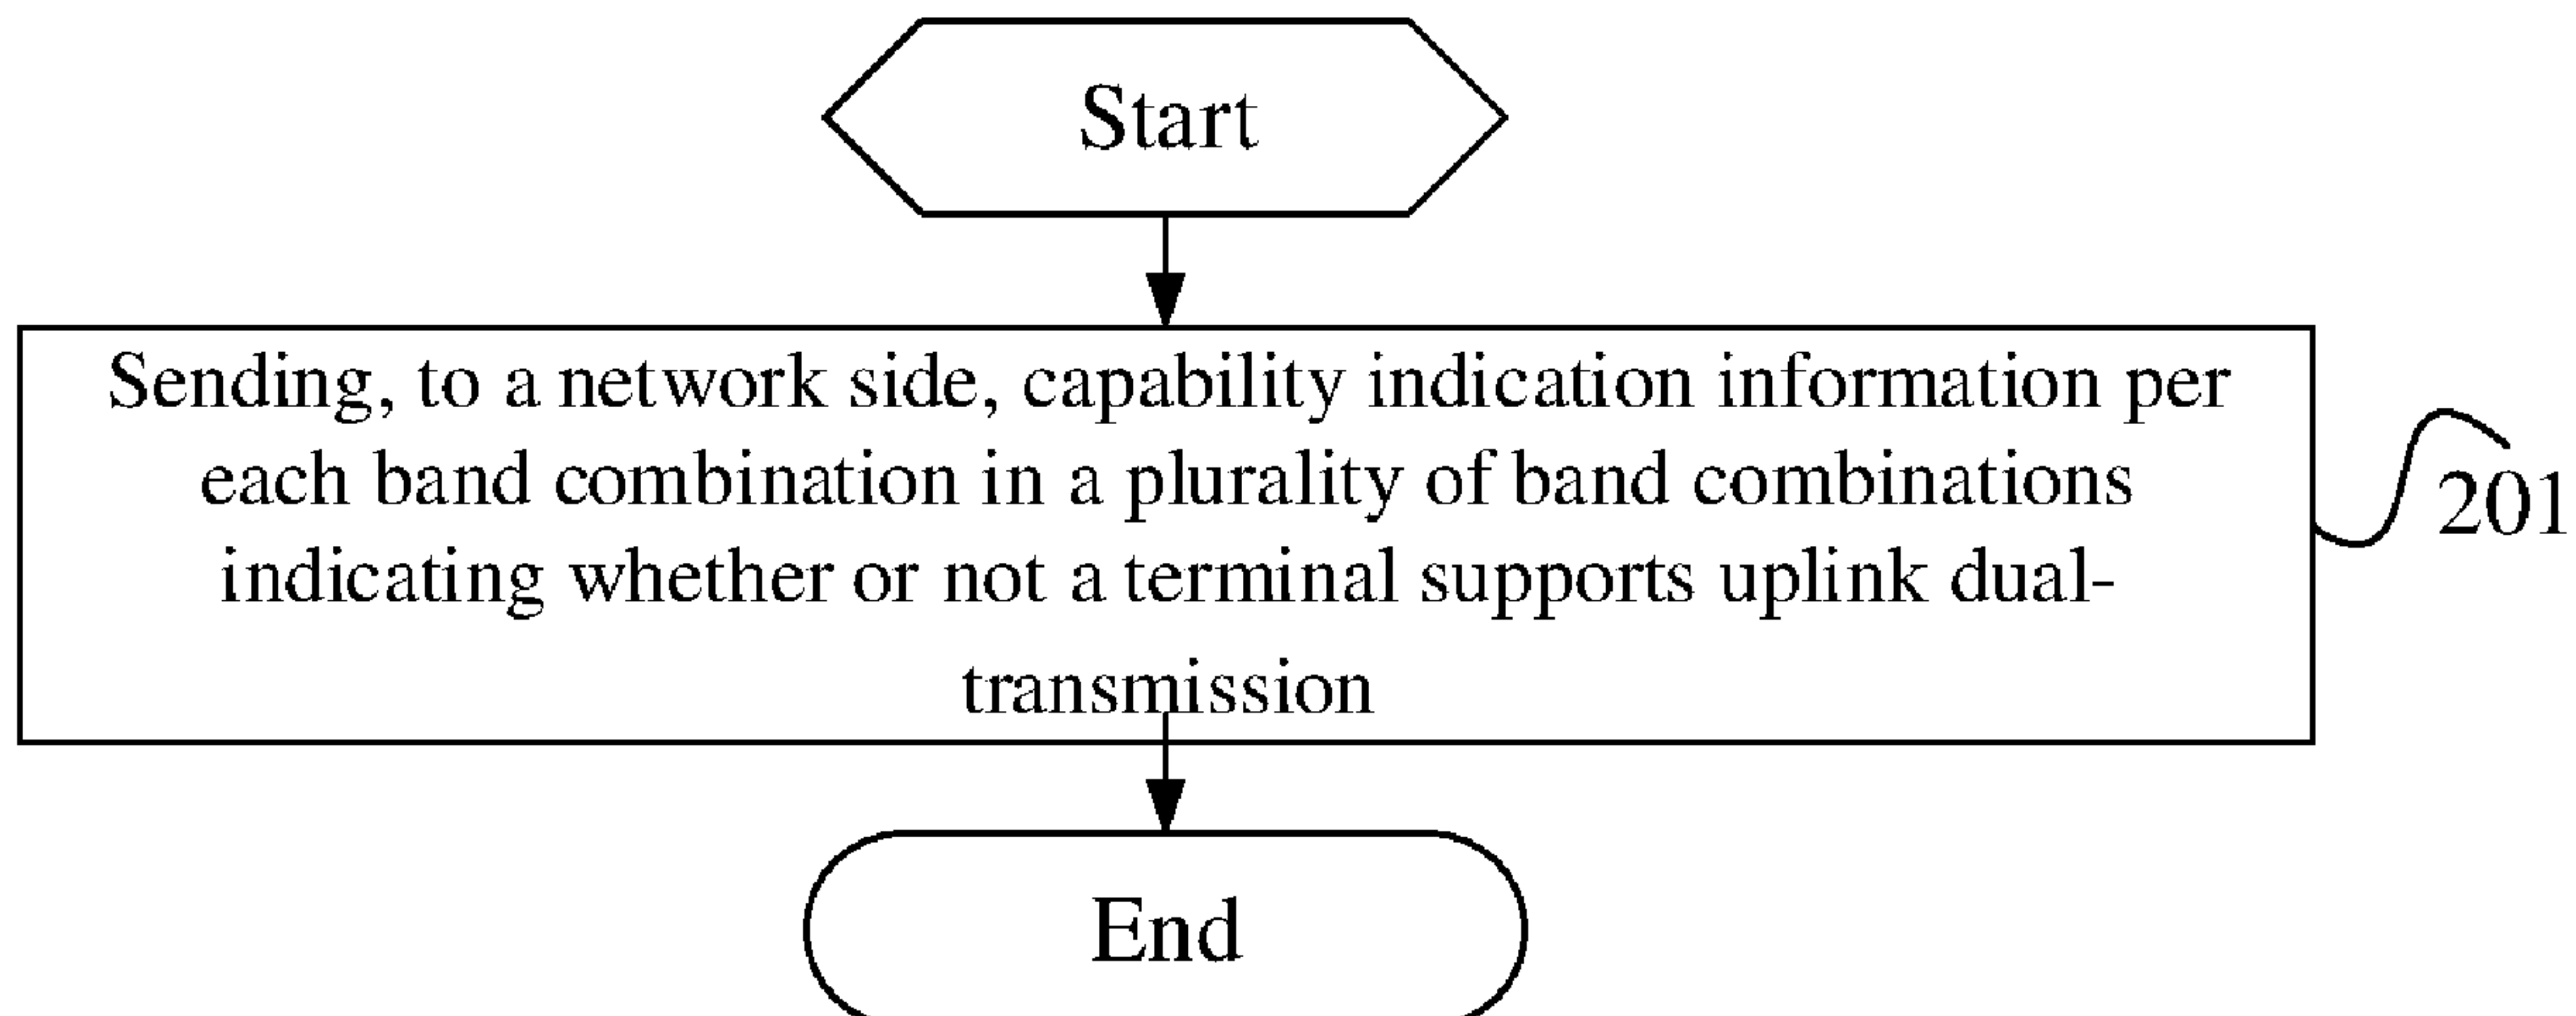 Start
Sending, to a network side, capability indication information per
each band combination in a plurality of band combinations
indicating whether or not a terminal supports uplink dual-
transmission
201
End